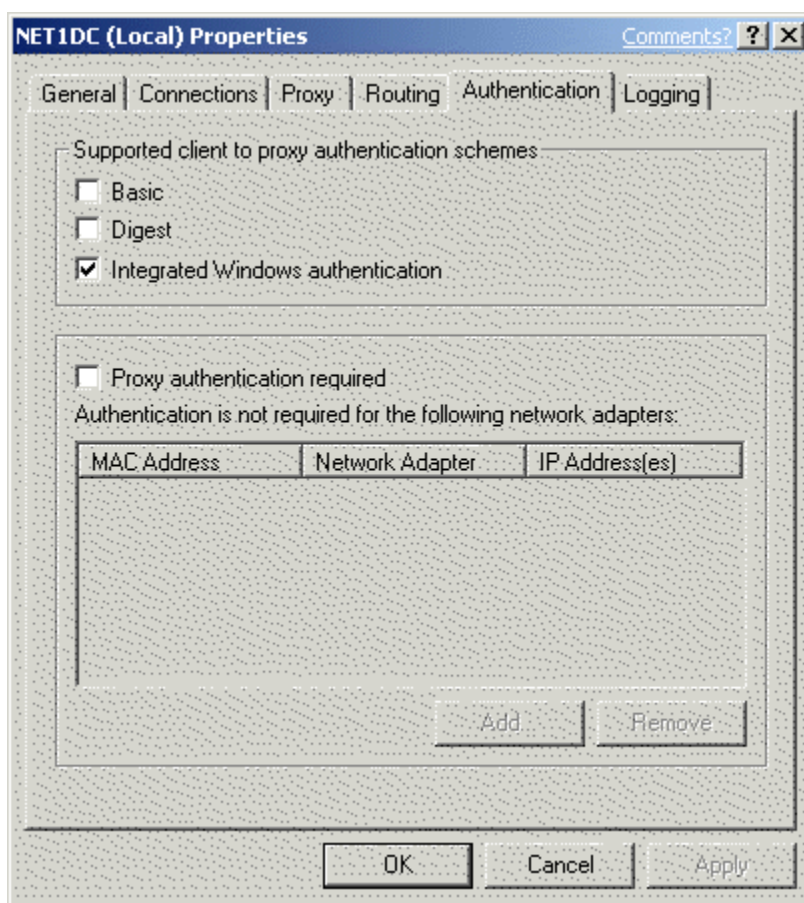 NET1DC (Local) Properties Comments? ?
General Connections Proxy Routing Authentication Logging
Supported client to proxy authentication schemes
Basic
Digest
Integrated Windows authentication
Proxy authentication required
Authentication is not required for the following network adapters:
MAC Address Network Adapter IP Address(es)
Add... Remove
OK Cancel Apply